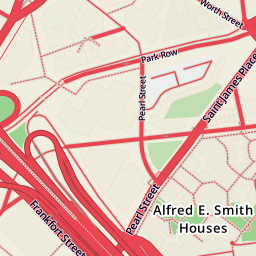 Worth Street
Park Row
Pearl Street
Saint James Place
Pearl Street
Alfred E. Smith
Houses
Frankfort Street